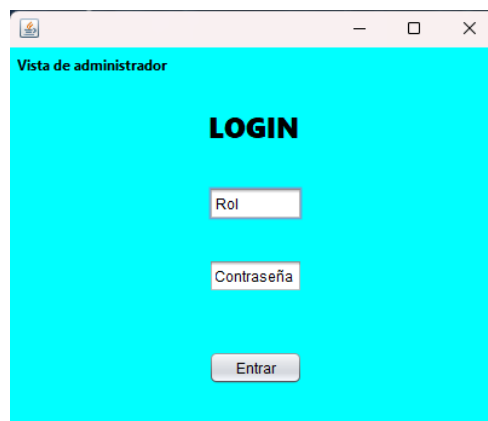 Vista de administrador
LOGIN
Rol
Contraseña
Entrar